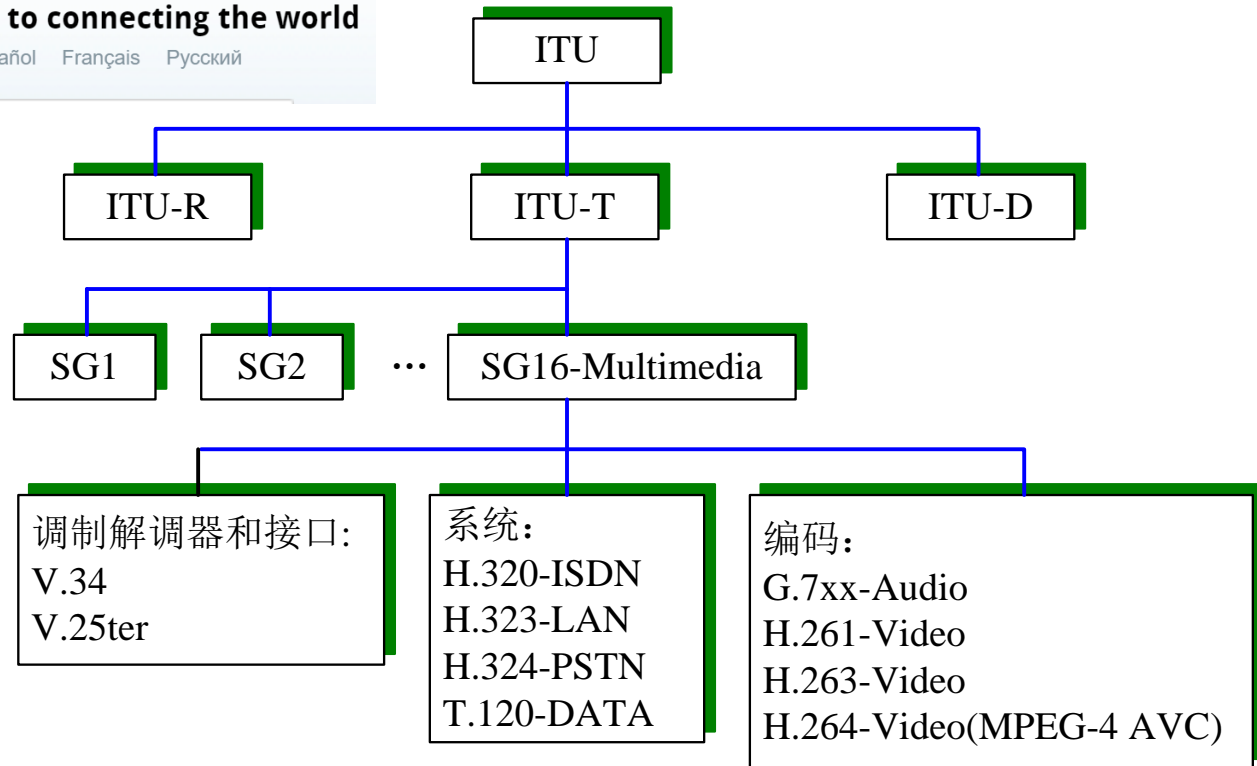 to connecting the world
Français Русский
ITU
ITU-R ITU-T ITU-D
SG1 SG2 ... SG16-Multimedia
调制解调器和接口:
V.34
V.25ter
系统：
H.320-ISDN
H.323-LAN
H.324-PSTN
T.120-DATA
编码：
G.7xx-Audio
H.261-Video
H.263-Video
H.264-Video(MPEG-4 AVC)